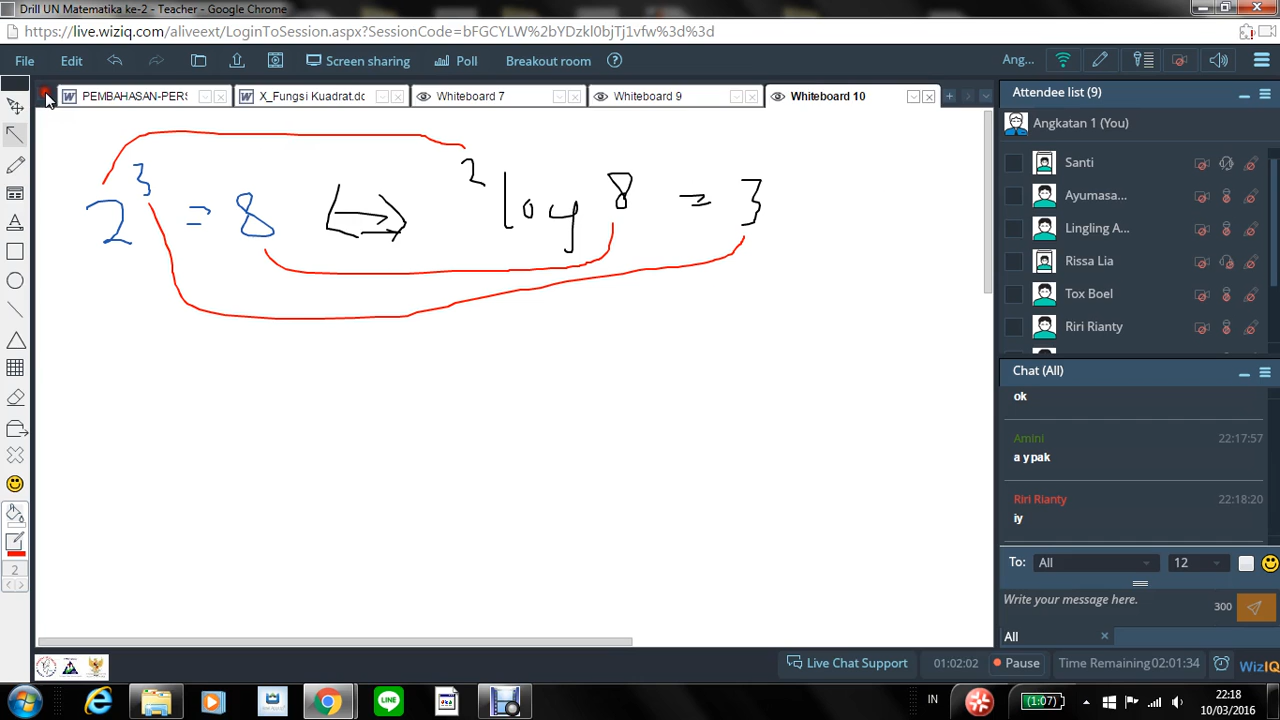 Drill UN Matematika ke-2 - Teacher - Google Chrome
https://live.wiziq.com/aliveext/LoginToSession.aspx?SessionCode=bFGCYLW%2bYDzkl0bjTj1vfw%3d%3d
File Edit Screen sharing Poll Breakout room ? Ang...
PEMBAHASAN-PERS X_Fungsi Kuadrat.dc Whiteboard 7 Whiteboard 9 Whiteboard 10
Attendee list (9)
Angkatan 1 (You)
Santi
Ayumasa...
Lingling A...
Rissa Lia
Tox Boel
Riri Rianty
2³ = 8 ²log 8 = 3
Chat (All)
ok
Amini 22:17:57
a y pak
Riri Rianty 22:18:20
iy
To: All 12
Write your message here. 300
All
2
Live Chat Support 01:02:02 Pause Time Remaining 02:01:34 WizIQ
IN (1:07) 22:18
10/03/2016